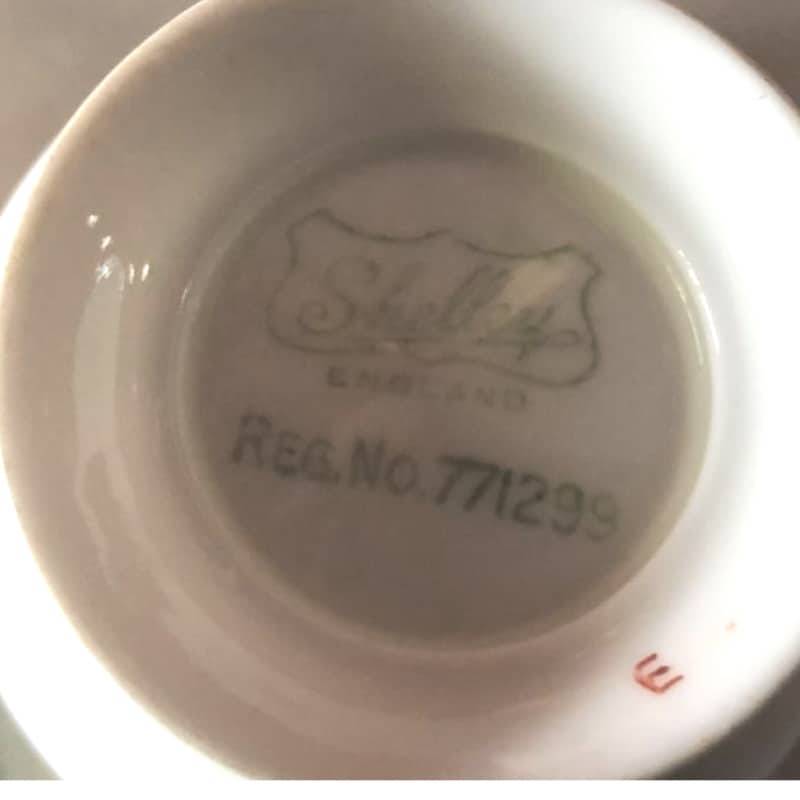 Shelley
ENGLAND
REG. NO. 771299
E